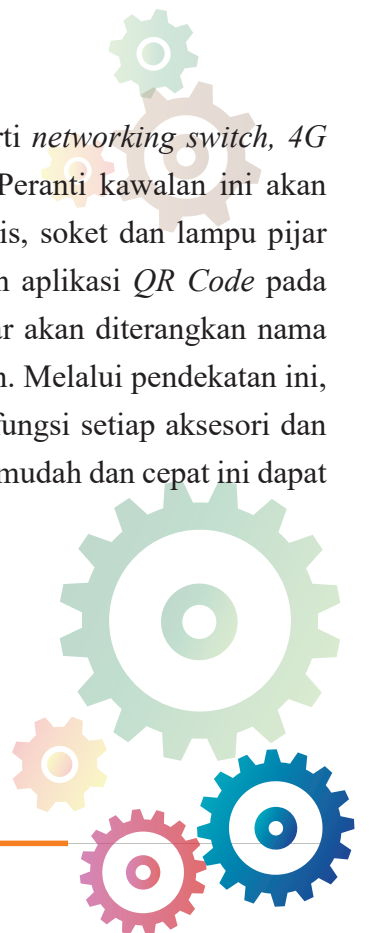 rti networking switch, 4G
Peranti kawalan ini akan
is, soket dan lampu pijar
n aplikasi QR Code pada
ar akan diterangkan nama
n. Melalui pendekatan ini,
fungsi setiap aksesori dan
mudah dan cepat ini dapat